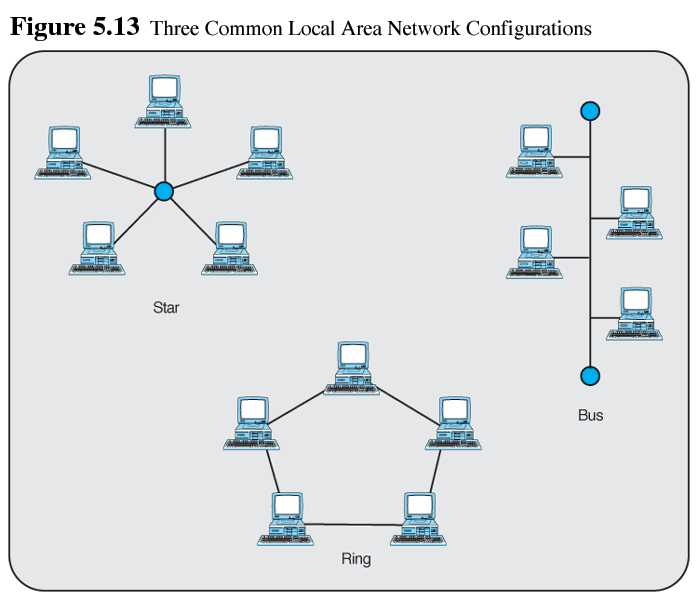 Figure 5.13 Three Common Local Area Network Configurations
Star
Bus
Ring